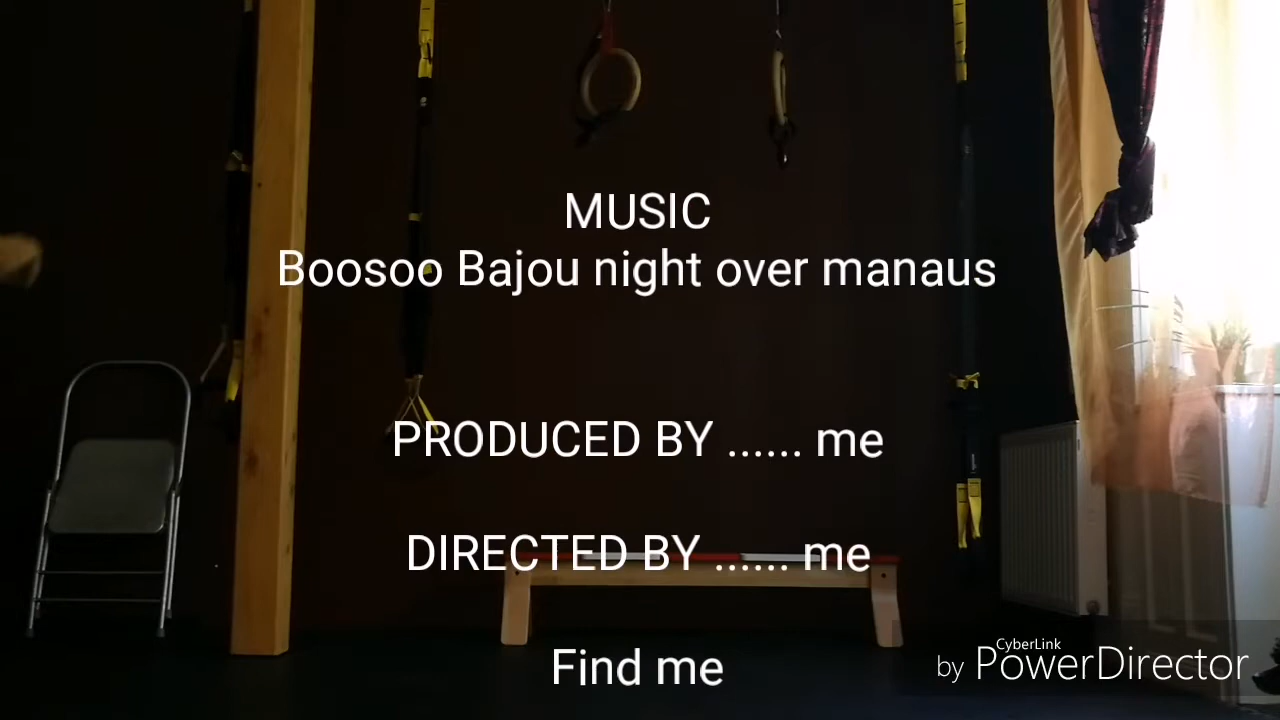 MUSIC
Boosoo Bajou night over manaus
PRODUCED BY ...... me
DIRECTED BY ...... me
Find me
CyberLink
by PowerDirector